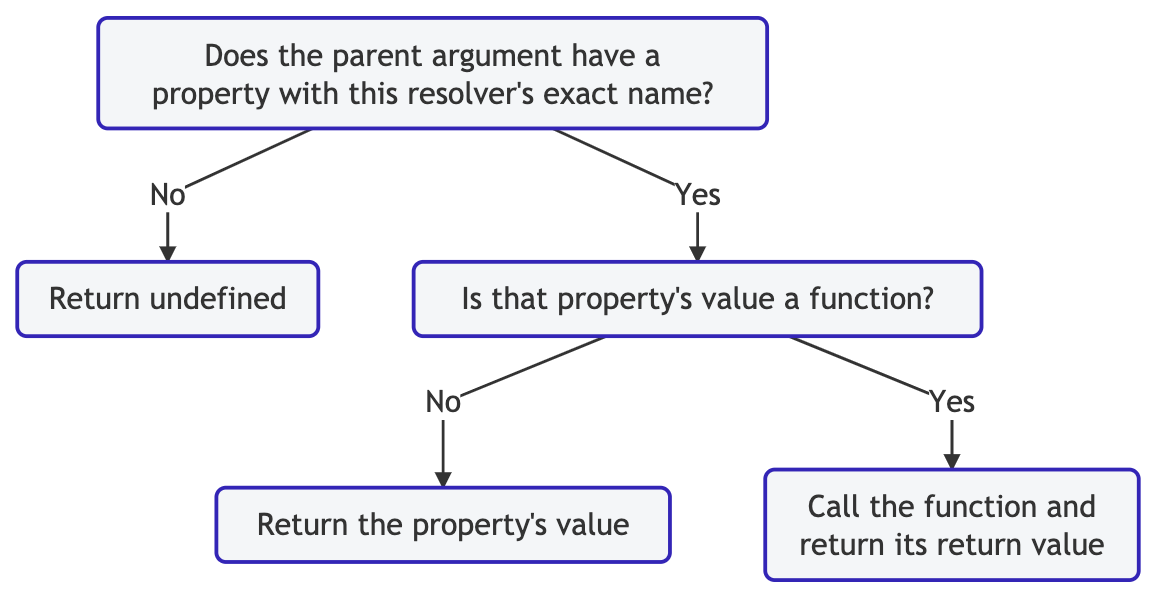 Does the parent argument have a
property with this resolver's exact name?
No
Yes
Return undefined
Is that property's value a function?
No
Yes
Return the property's value
Call the function and
return its return value